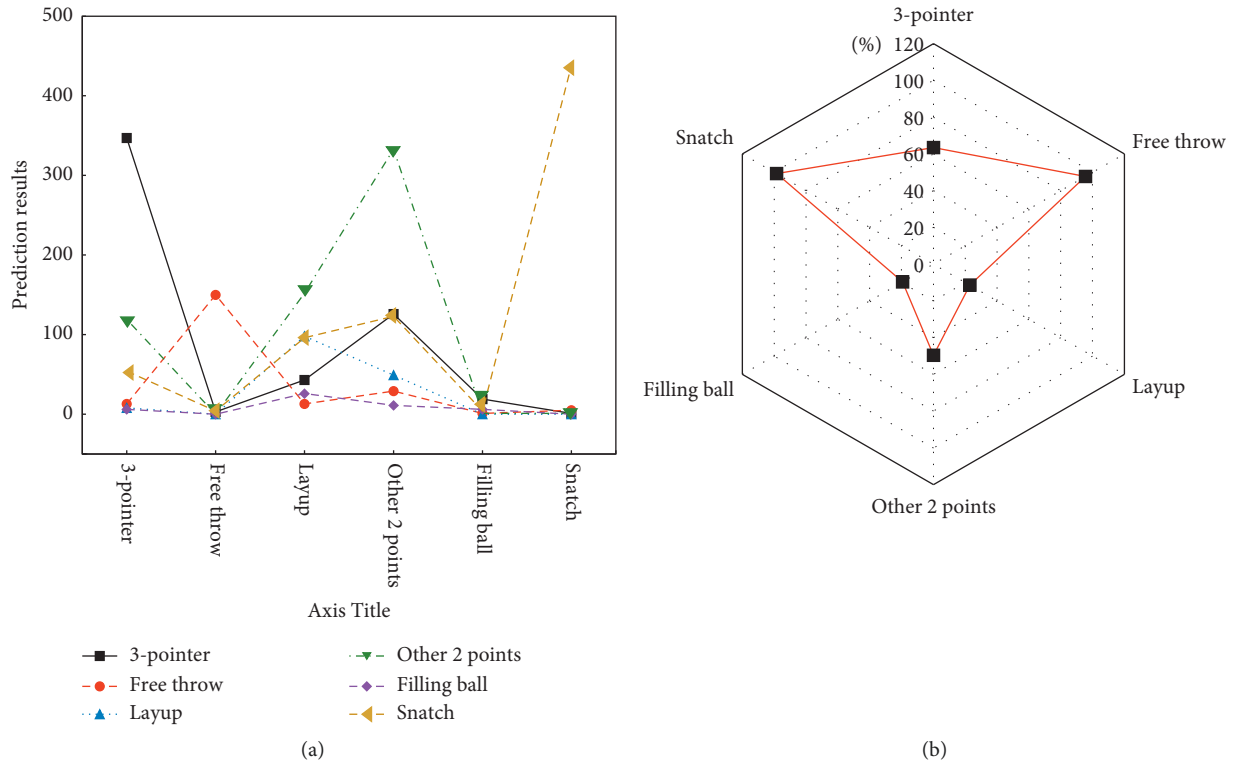 500
400
300
200
100
0
Prediction results
3-pointer
Free throw
Layup
Other 2 points
Filling ball
Snatch
Axis Title
3-pointer
Free throw
Layup
Other 2 points
Filling ball
Snatch
(a)
3-pointer
(%)
120
100
80
60
40
20
0
Snatch
Free throw
Filling ball
Layup
Other 2 points
(b)